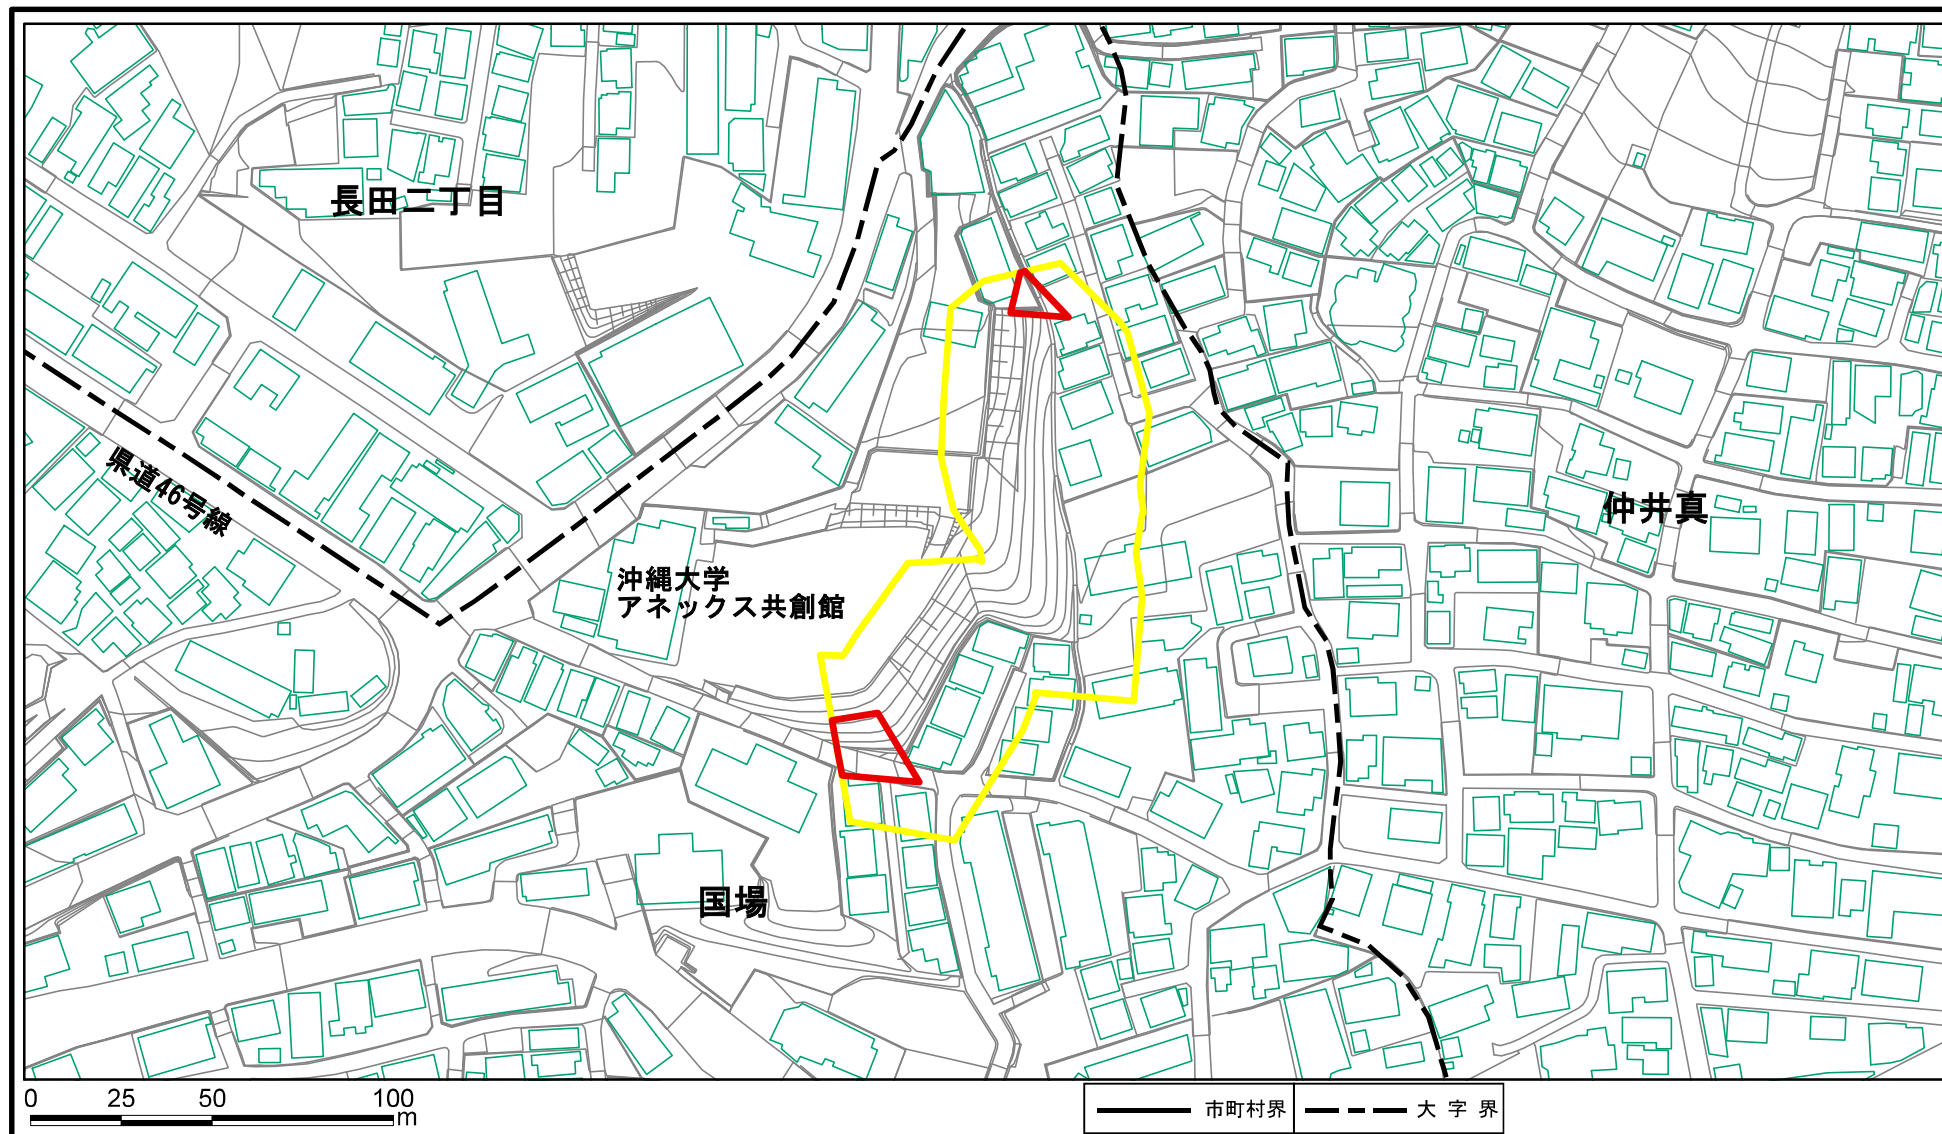 長田二丁目
県道46号線
仲井真
沖縄大学
アネックス共創館
国場
0 25 50 100
m
市町村界 大字界